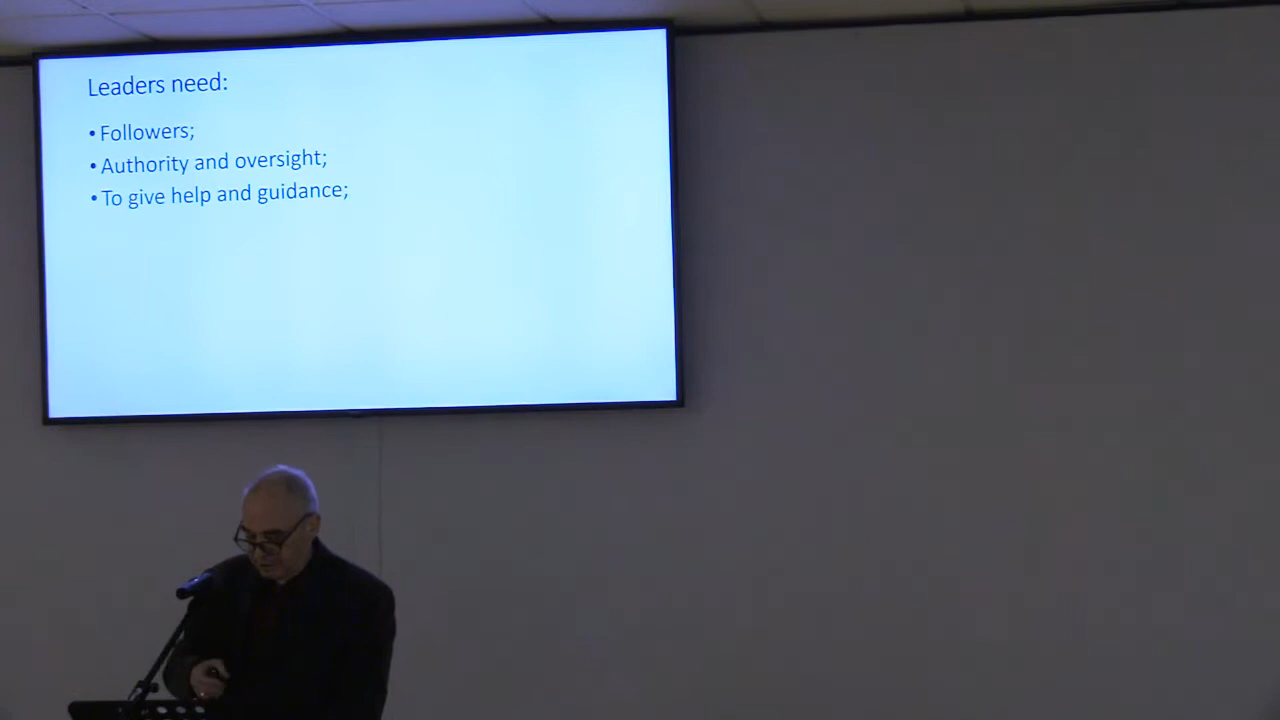 Leaders need:
• Followers;
• Authority and oversight;
• To give help and guidance;